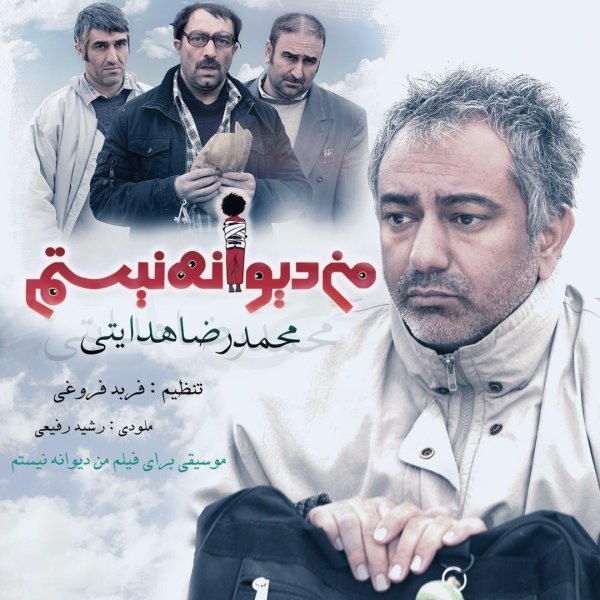 من دیوانه نیستم
محمدرضا هدایتی
تنظیم : فرید فروغی
ملودی : رشید رفیعی
موسیقی برای فیلم من دیوانه نیستم